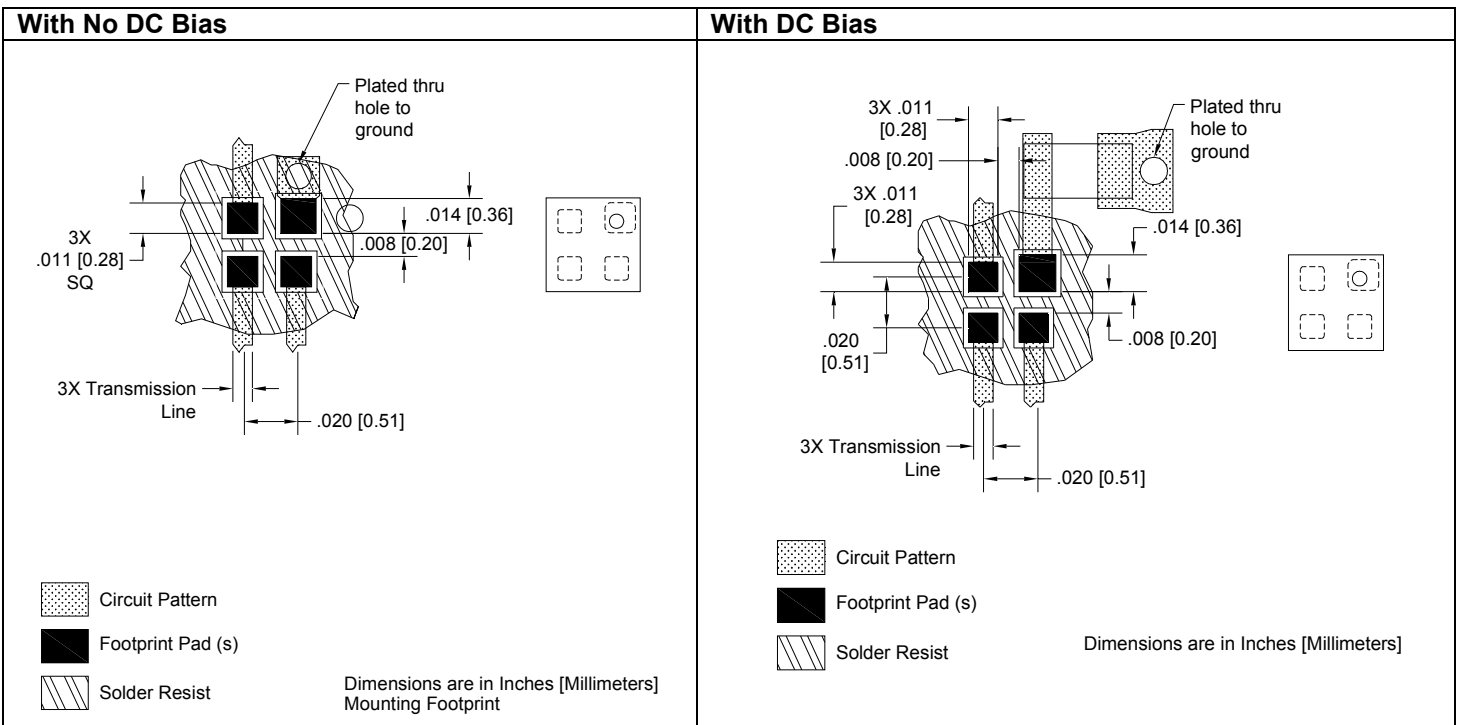 With No DC Bias
Plated thru
hole to
ground
.014 [0.36]
.008 [0.20]
3X
.011 [0.28]
SQ
3X Transmission
Line
.020 [0.51]
Circuit Pattern
Footprint Pad (s)
Solder Resist
Dimensions are in Inches [Millimeters]
Mounting Footprint
With DC Bias
3X .011
[0.28]
Plated thru
hole to
ground
.008 [0.20]
3X .011
[0.28]
.014 [0.36]
.020
[0.51]
.008 [0.20]
3X Transmission
Line
.020 [0.51]
Circuit Pattern
Footprint Pad (s)
Solder Resist
Dimensions are in Inches [Millimeters]